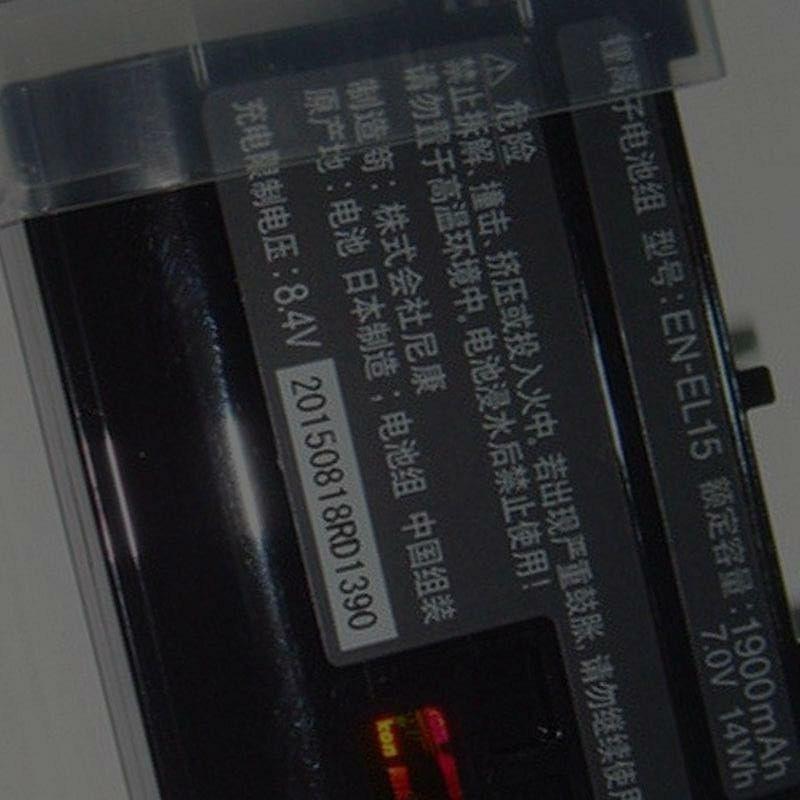 锂离子电池组 型号:EN-EL15 额定容量:1900mAh
7.0V 14Wh
⚠ 危险
禁止拆解、撞击、挤压或投入火中。若出现严重鼓胀,请勿继续使用
请勿置于高温环境中,电池浸水后禁止使用!
制造商:株式会社尼康
原产地:电池 日本制造;电池组 中国组装
充电限制电压:8.4V
20150818RD1390
kon